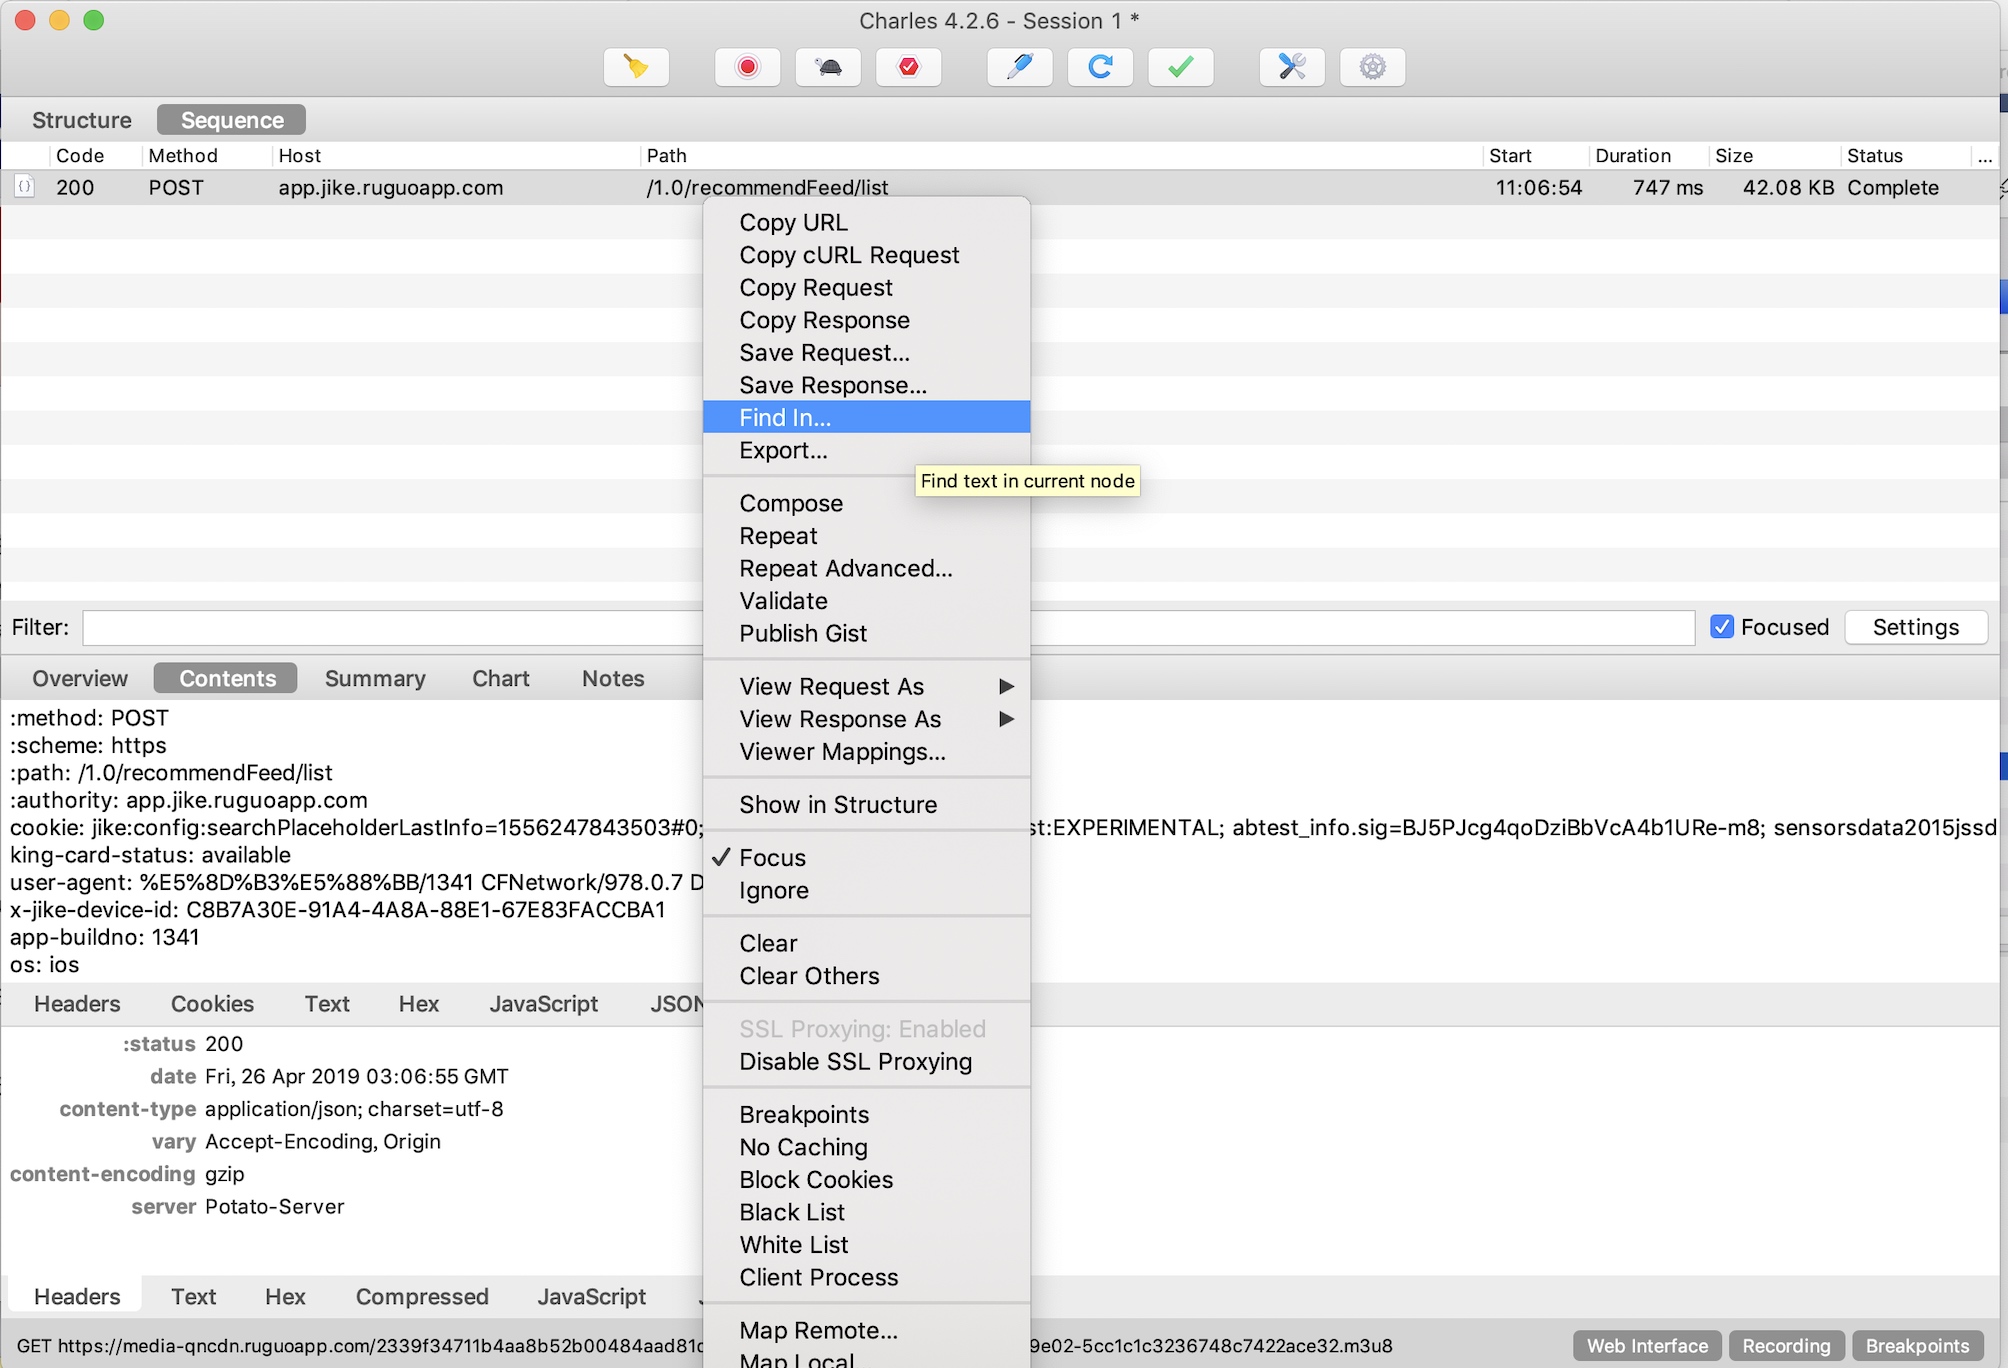 Charles 4.2.6 - Session 1 *
Structure Sequence
Code Method Host Path Start Duration Size Status ...
200 POST app.jike.ruguoapp.com /1.0/recommendFeed/list 11:06:54 747 ms 42.08 KB Complete
Copy URL
Copy cURL Request
Copy Request
Copy Response
Save Request...
Save Response...
Find In...
Export...
Find text in current node
Compose
Repeat
Repeat Advanced...
Validate
Publish Gist
View Request As
View Response As
Viewer Mappings...
Show in Structure
✓ Focus
Ignore
Clear
Clear Others
SSL Proxying: Enabled
Disable SSL Proxying
Breakpoints
No Caching
Block Cookies
Black List
White List
Client Process
Map Remote...
Map Local
Filter: Focused Settings
Overview Contents Summary Chart Notes
:method: POST
:scheme: https
:path: /1.0/recommendFeed/list
:authority: app.jike.ruguoapp.com
cookie: jike:config:searchPlaceholderLastInfo=1556247843503#0; st:EXPERIMENTAL; abtest_info.sig=BJ5PJcg4qoDziBbVcA4b1URe-m8; sensorsdata2015jssd
king-card-status: available
user-agent: %E5%8D%B3%E5%88%BB/1341 CFNetwork/978.0.7 D
x-jike-device-id: C8B7A30E-91A4-4A8A-88E1-67E83FACCBA1
app-buildno: 1341
os: ios
Headers Cookies Text Hex JavaScript JSON
:status 200
date Fri, 26 Apr 2019 03:06:55 GMT
content-type application/json; charset=utf-8
vary Accept-Encoding, Origin
content-encoding gzip
server Potato-Server
Headers Text Hex Compressed JavaScript
GET https://media-qncdn.ruguoapp.com/2339f34711b4aa8b52b00484aad81c 9e02-5cc1c1c3236748c7422ace32.m3u8 Web Interface Recording Breakpoints